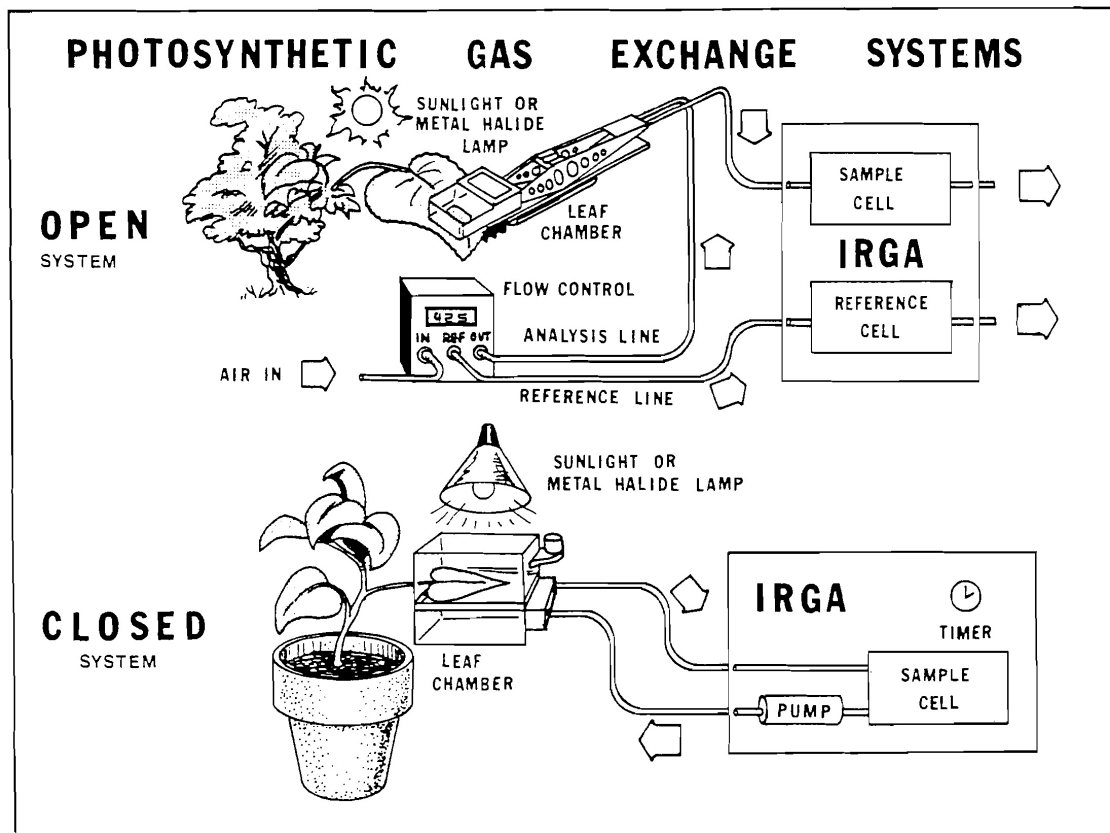 PHOTOSYNTHETIC GAS EXCHANGE SYSTEMS
SUNLIGHT OR
METAL HALIDE
LAMP
OPEN
SYSTEM
LEAF
CHAMBER
SAMPLE
CELL
IRGA
REFERENCE
CELL
FLOW CONTROL
425
IN REF OUT
ANALYSIS LINE
AIR IN
REFERENCE LINE
SUNLIGHT OR
METAL HALIDE LAMP
CLOSED
SYSTEM
LEAF
CHAMBER
IRGA
TIMER
SAMPLE
CELL
PUMP